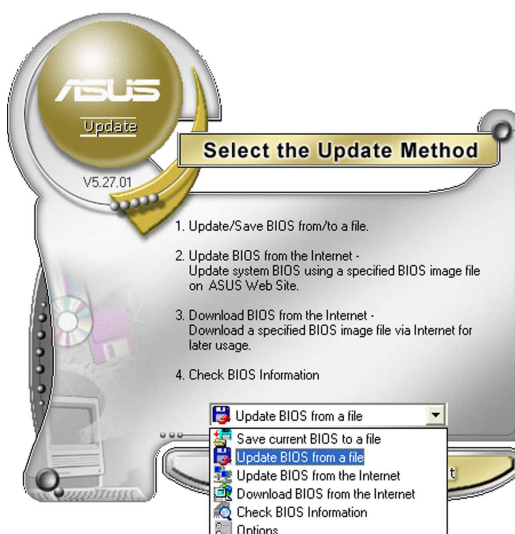 ASUS
Update
V5.27.01
Select the Update Method
1. Update/Save BIOS from/to a file.
2. Update BIOS from the Internet -
Update system BIOS using a specified BIOS image file
on ASUS Web Site.
3. Download BIOS from the Internet -
Download a specified BIOS image file via Internet for
later usage.
4. Check BIOS Information
Update BIOS from a file
Save current BIOS to a file
Update BIOS from a file
Update BIOS from the Internet
Download BIOS from the Internet
Check BIOS Information
Options